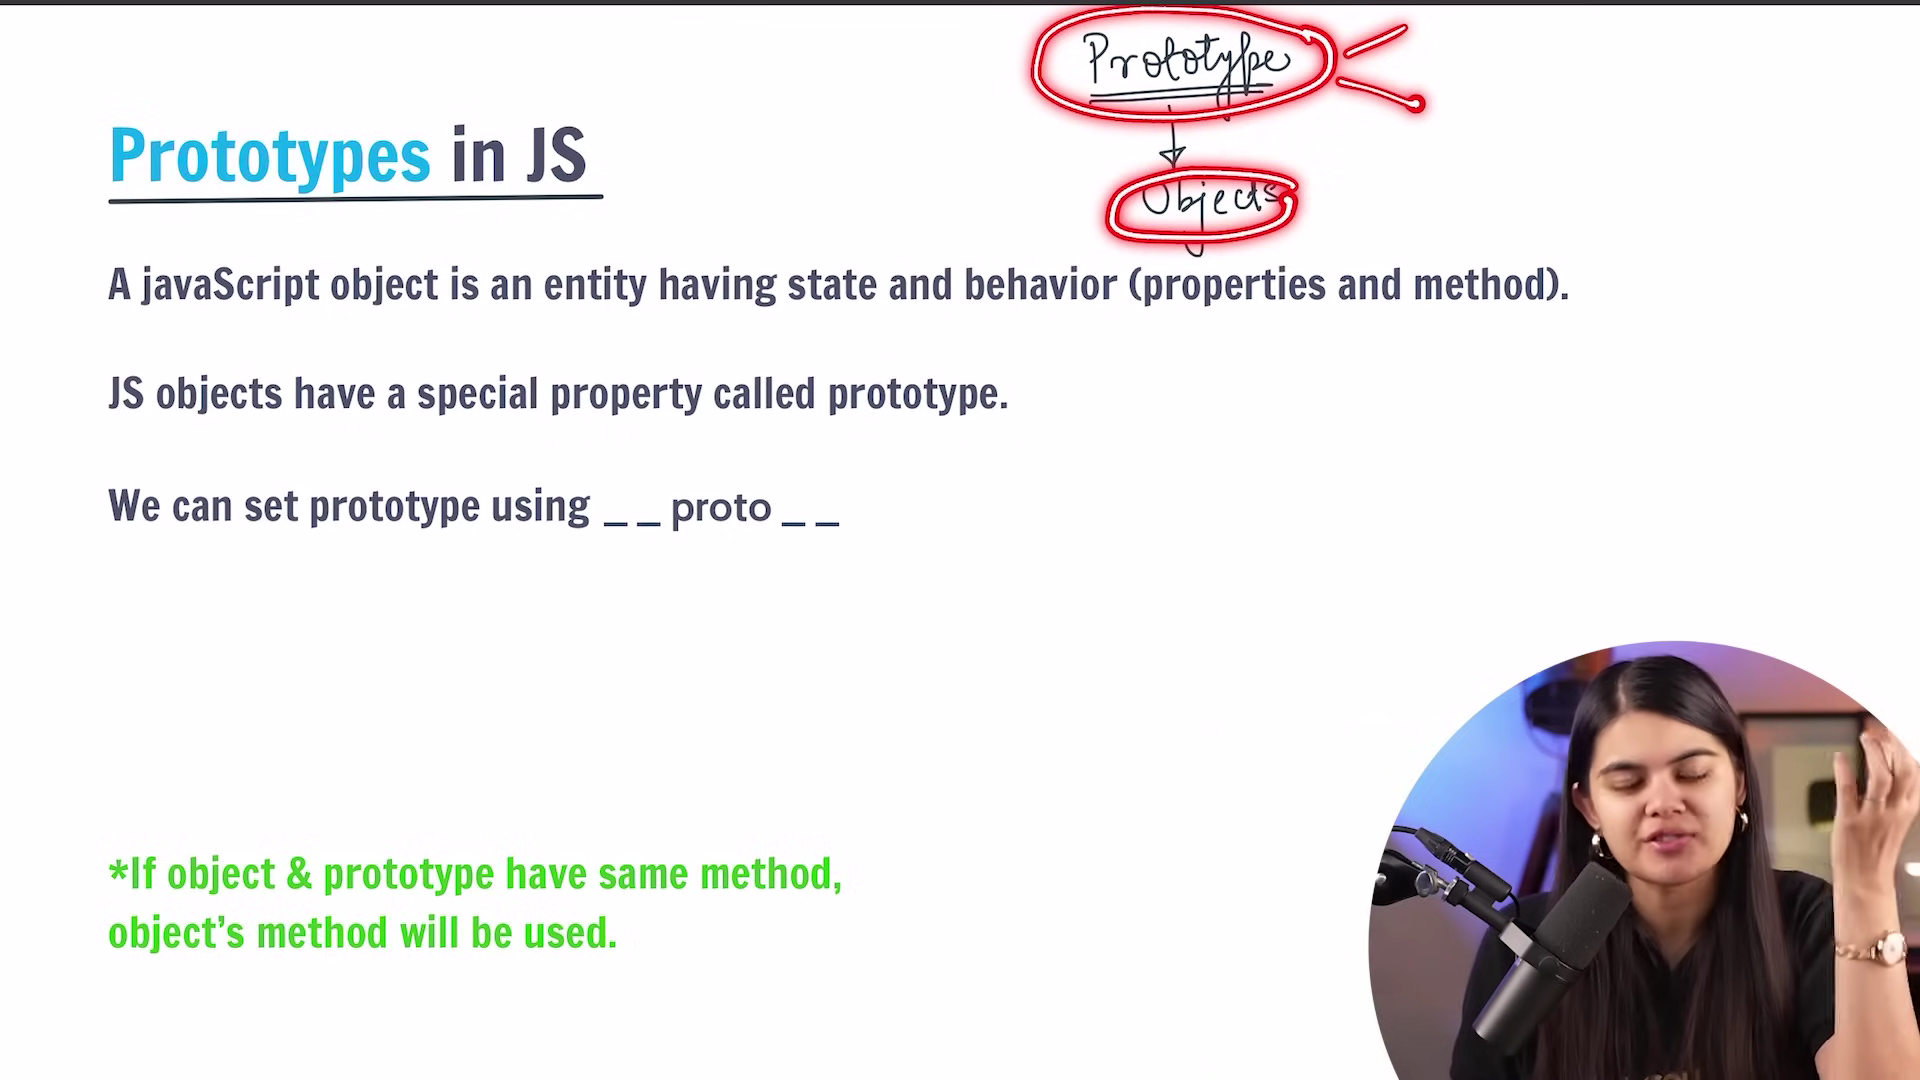 Prototype
Objects
Prototypes in JS
A javaScript object is an entity having state and behavior (properties and method).
JS objects have a special property called prototype.
We can set prototype using _ _ proto _ _
*If object & prototype have same method,
object’s method will be used.